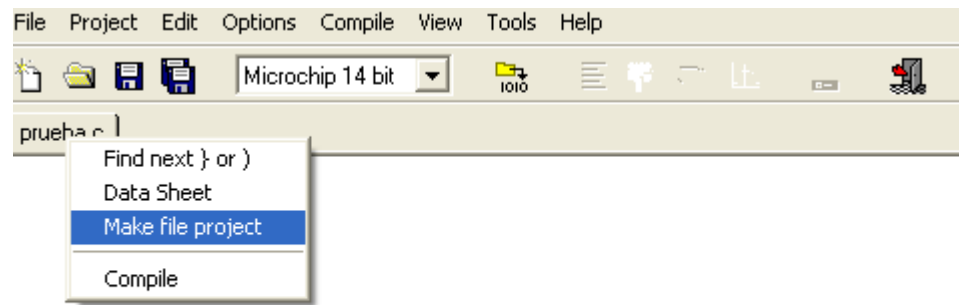 File Project Edit Options Compile View Tools Help
Microchip 14 bit
1010
prueba.c
Find next } or )
Data Sheet
Make file project
Compile